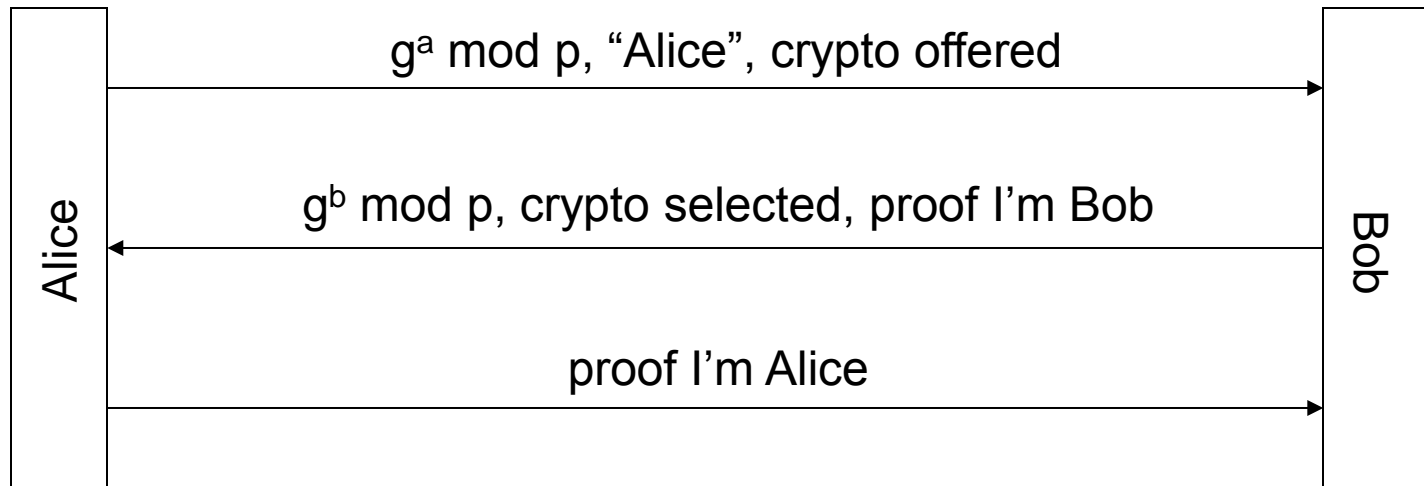 gᵃ mod p, “Alice”, crypto offered
gᵇ mod p, crypto selected, proof I’m Bob
proof I’m Alice
Alice
Bob